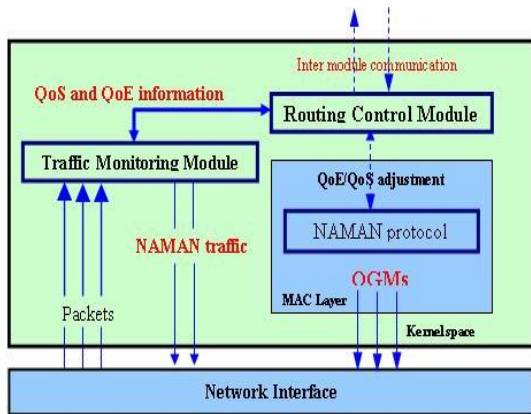 Inter module communication
QoS and QoE information
Routing Control Module
Traffic Monitoring Module
QoE/QoS adjustment
NAMAN protocol
NAMAN traffic
OGMs
MAC Layer
Packets
Kernelspace
Network Interface